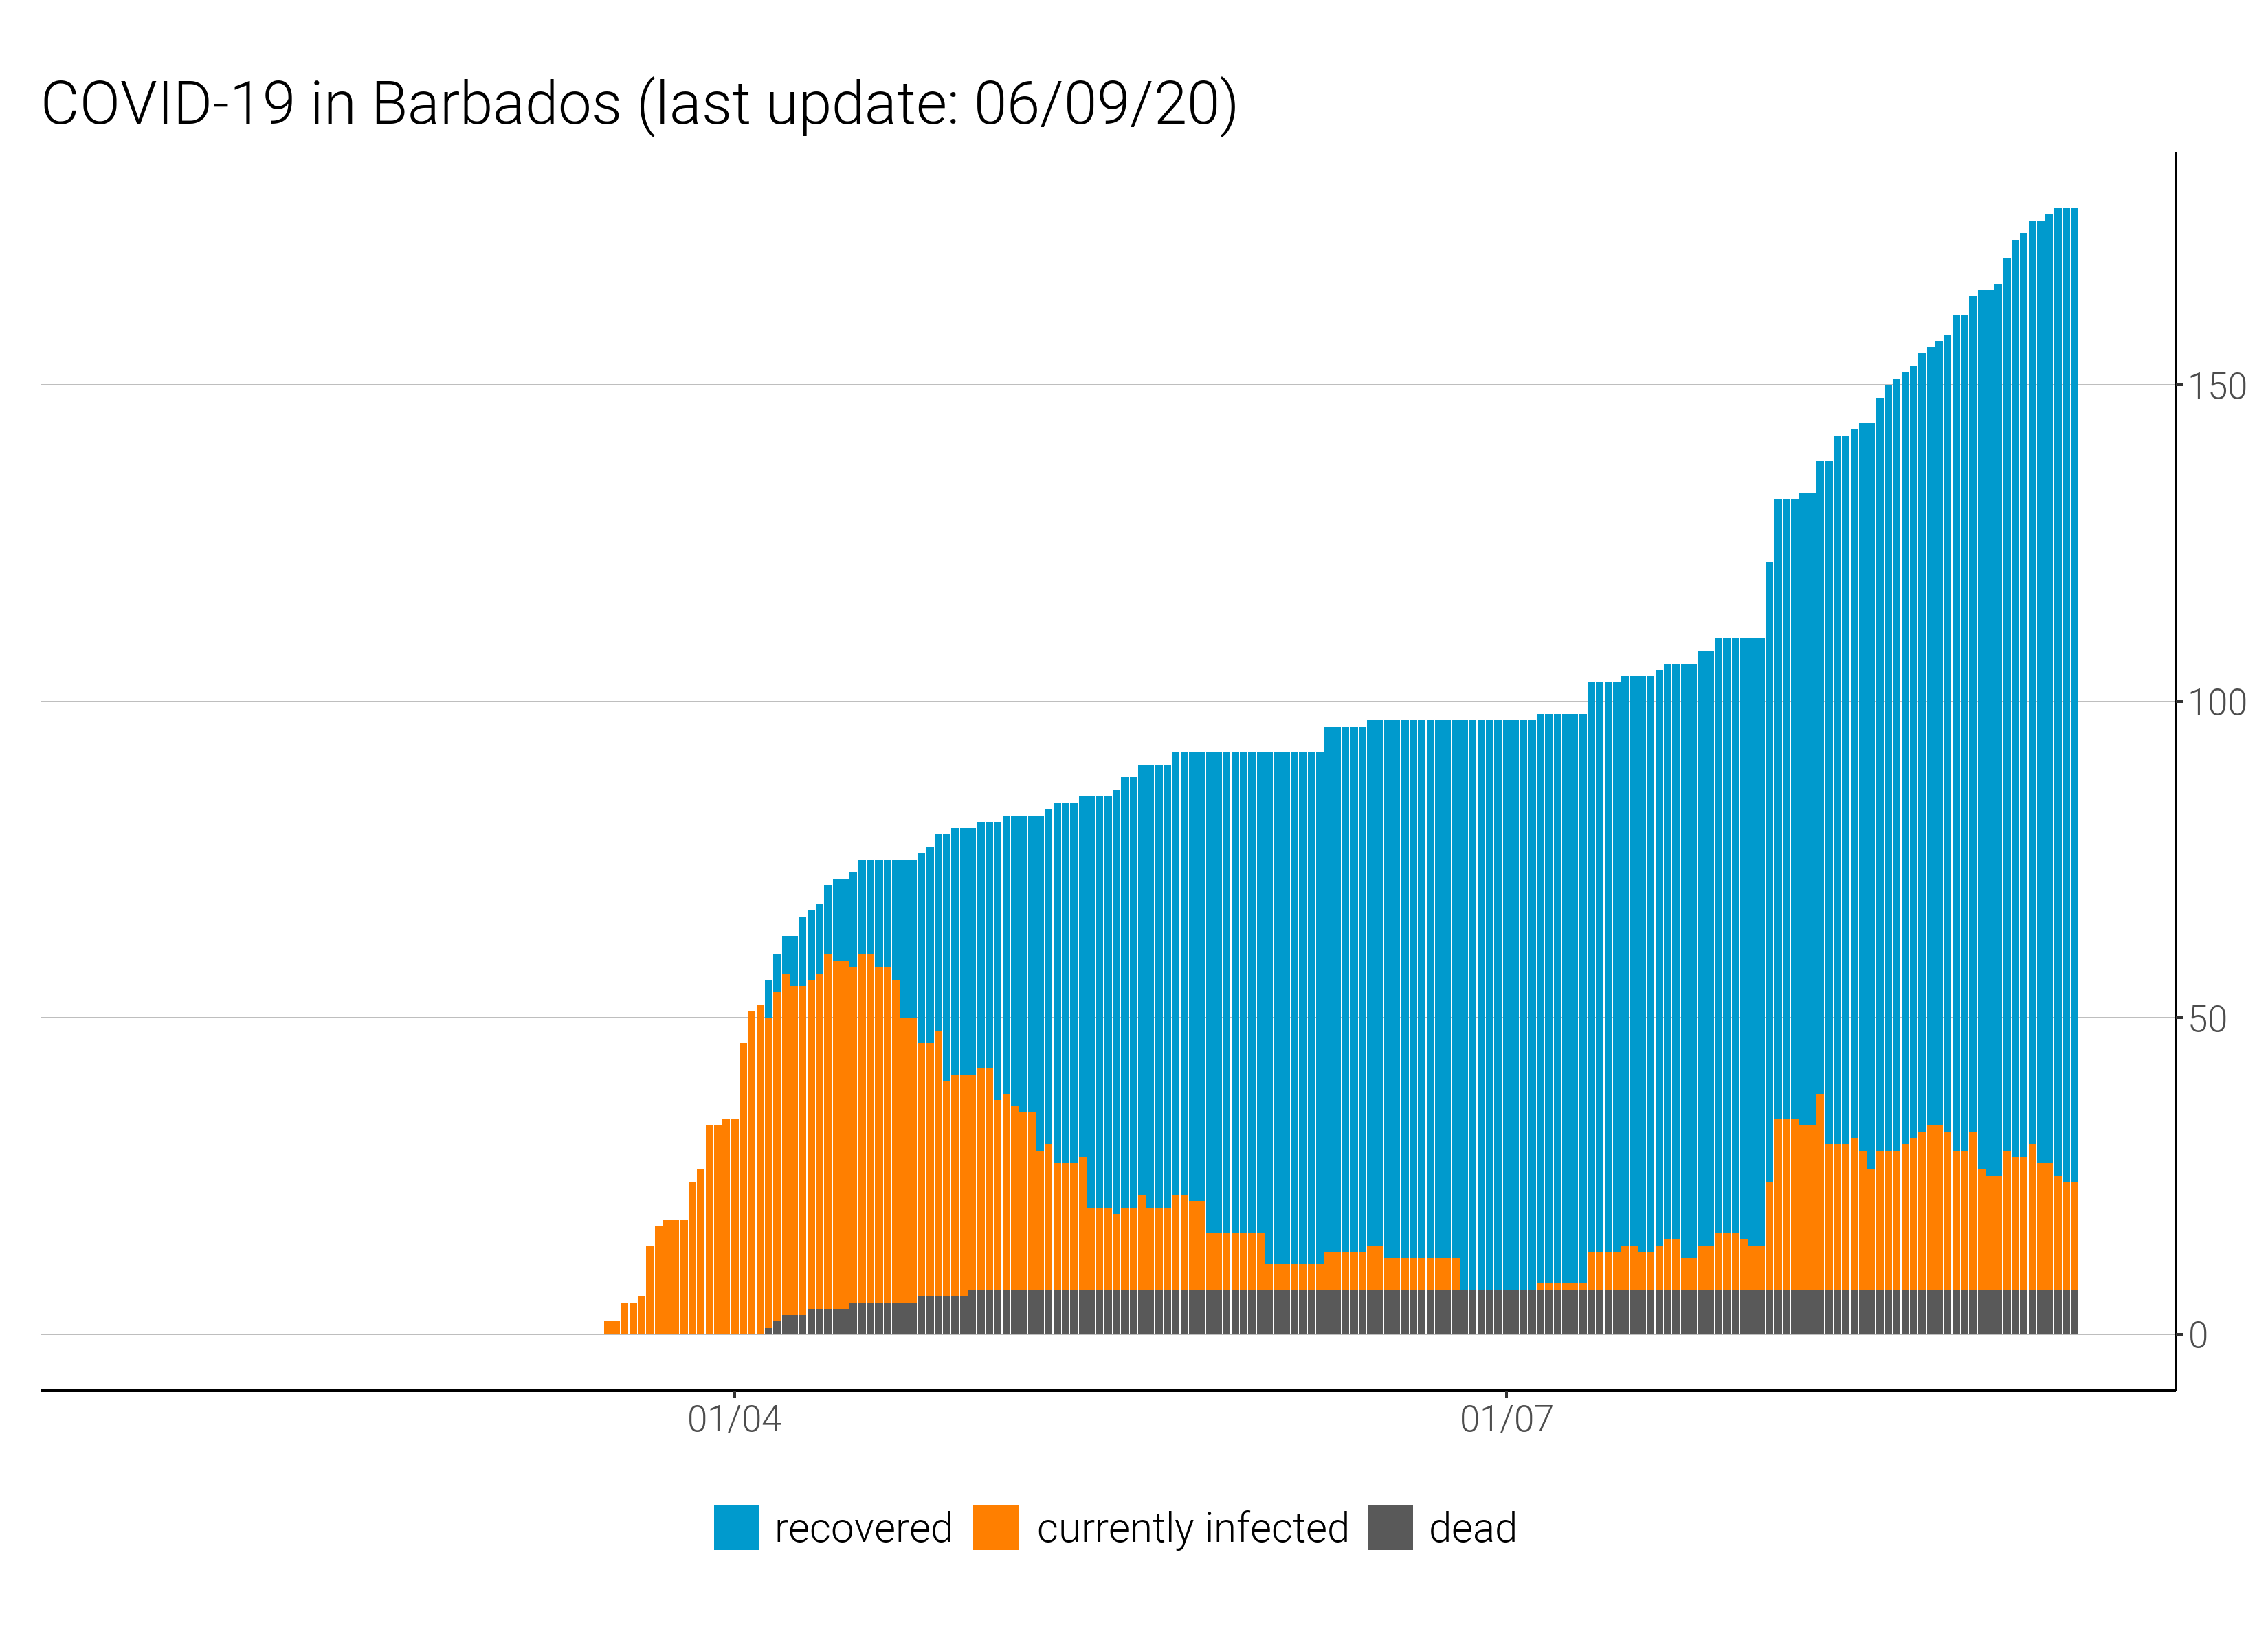 COVID-19 in Barbados (last update: 06/09/20)
150
100
50
0
01/04 01/07
recovered currently infected dead